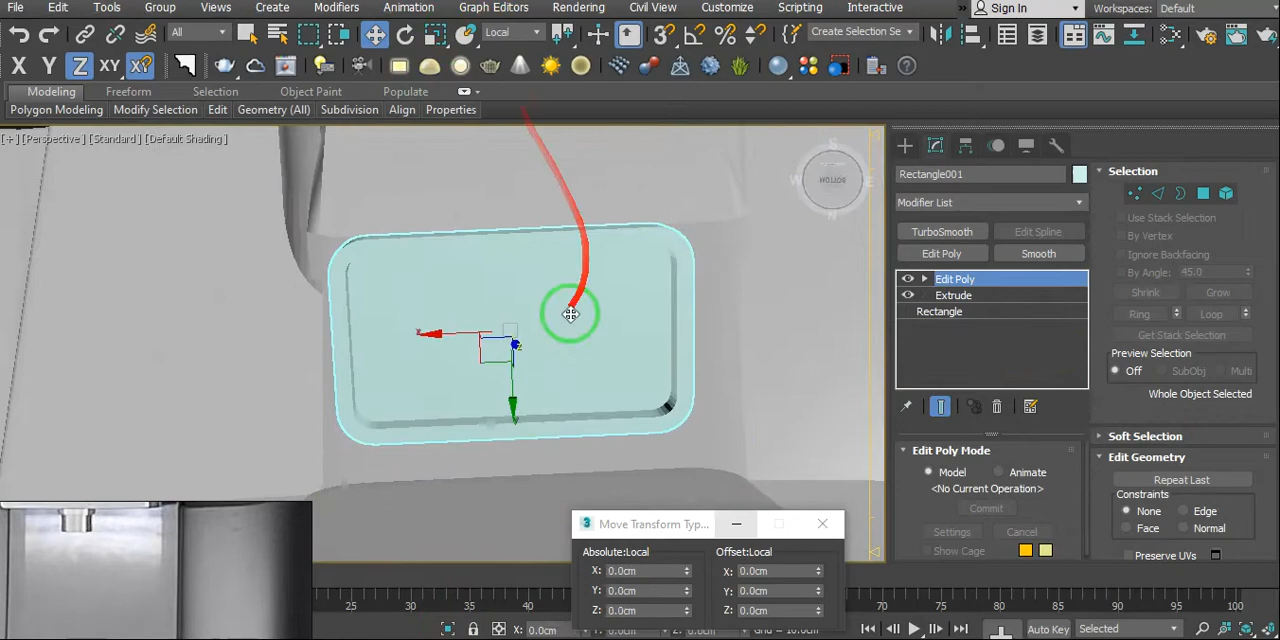 File Edit Tools Group Views Create Modifiers Animation Graph Editors Rendering Civil View Customize Scripting Interactive » Sign In Workspaces: Default
All Local Create Selection Se
X Y Z XY XY
Modeling Freeform Selection Object Paint Populate
Polygon Modeling Modify Selection Edit Geometry (All) Subdivision Align Properties
[+] [Perspective] [Standard] [Default Shading]
S
W BOTTOM E
N
Rectangle001
Modifier List
TurboSmooth Edit Spline
Edit Poly Smooth
Edit Poly
Extrude
Rectangle
Edit Poly Mode
Model Animate
<No Current Operation>
Commit
Settings Cancel
Show Cage
Selection
Use Stack Selection
By Vertex
Ignore Backfacing
By Angle: 45.0
Shrink Grow
Ring Loop
Get Stack Selection
Preview Selection
Off SubObj Multi
Whole Object Selected
Soft Selection
Edit Geometry
Repeat Last
Constraints
None Edge
Face Normal
Preserve UVs
3 Move Transform Typ...
Absolute:Local Offset:Local
X: 0.0cm X: 0.0cm
Y: 0.0cm Y: 0.0cm
Z: 0.0cm Z: 0.0cm
25 30 35 40 70 75 80 85 90 95 100
X: 0.0cm
Auto Key Selected